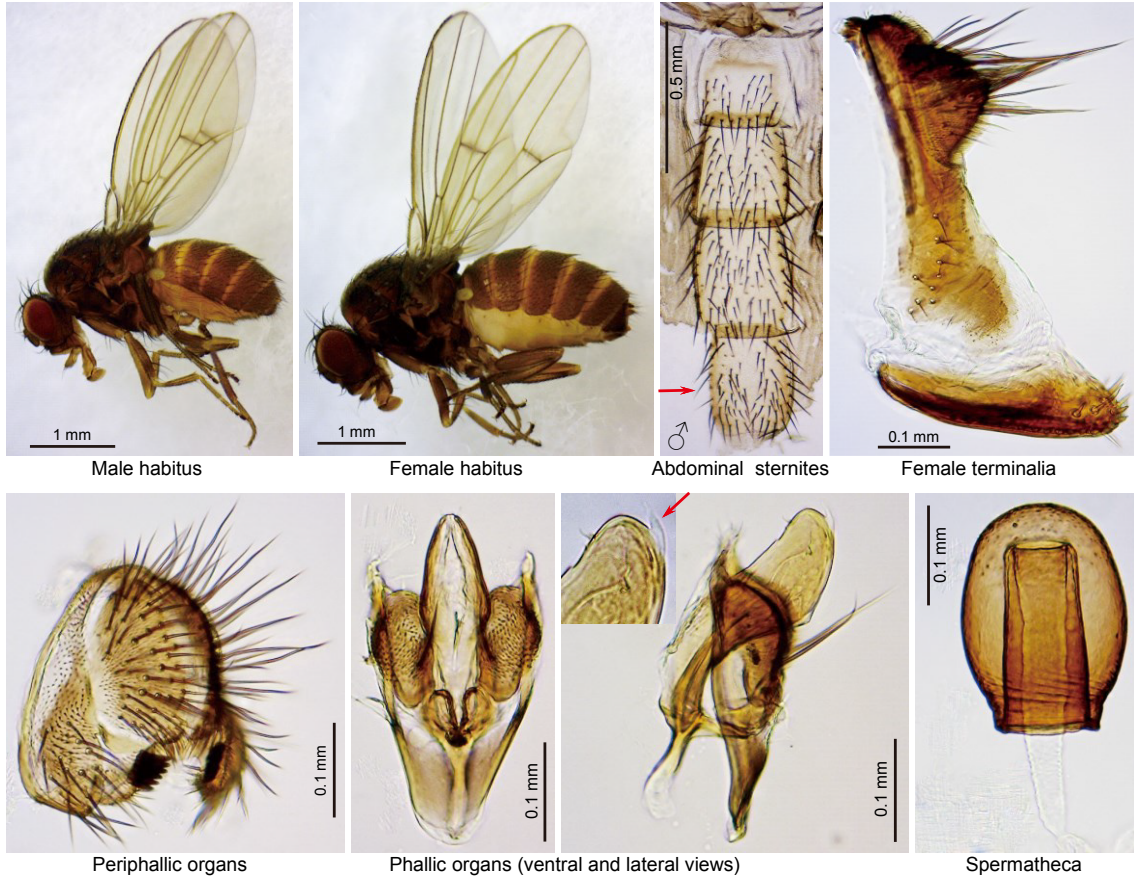 1 mm
Male habitus
1 mm
Female habitus
0.5 mm
♂
Abdominal sternites
0.1 mm
Female terminalia
0.1 mm
Periphallic organs
0.1 mm
0.1 mm
Phallic organs (ventral and lateral views)
0.1 mm
Spermatheca